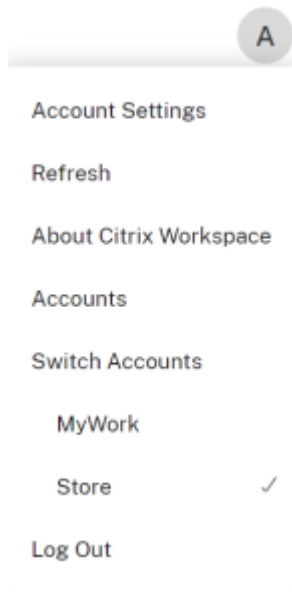 A
Account Settings
Refresh
About Citrix Workspace
Accounts
Switch Accounts
MyWork
Store
Log Out